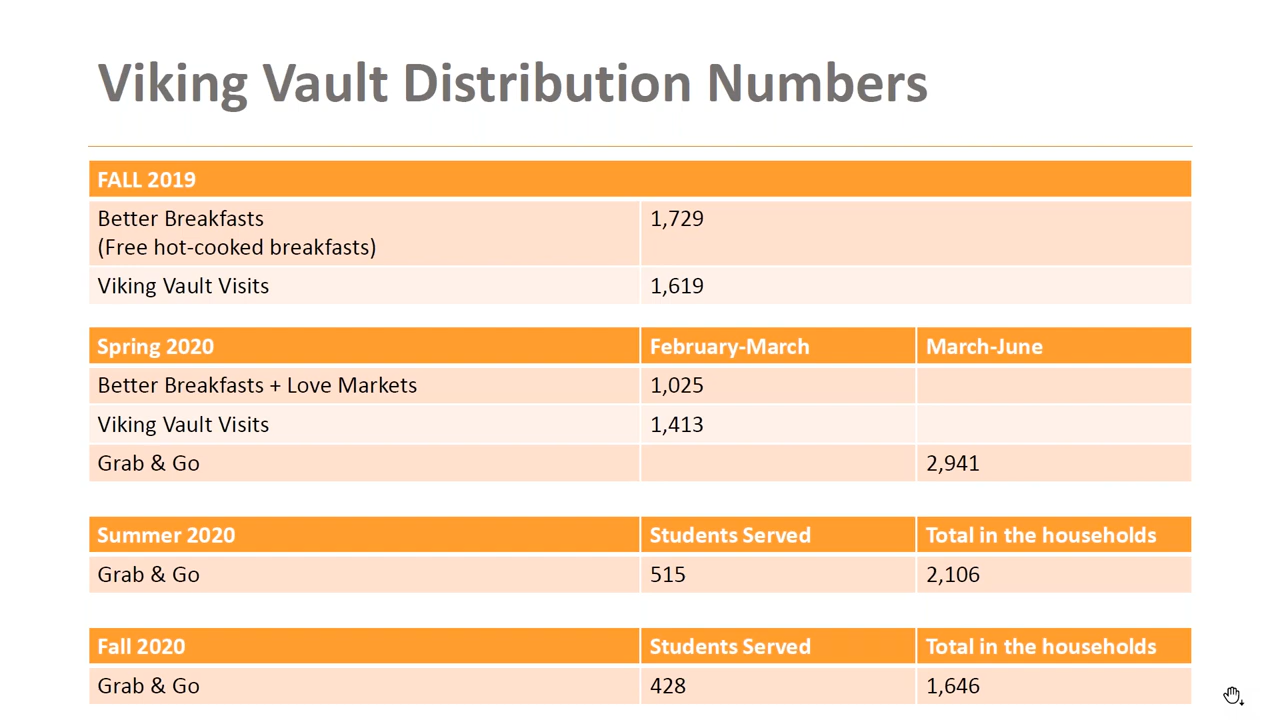 Viking Vault Distribution Numbers
FALL 2019
Better Breakfasts 1,729
(Free hot-cooked breakfasts)
Viking Vault Visits 1,619
Spring 2020 February-March March-June
Better Breakfasts + Love Markets 1,025
Viking Vault Visits 1,413
Grab & Go 2,941
Summer 2020 Students Served Total in the households
Grab & Go 515 2,106
Fall 2020 Students Served Total in the households
Grab & Go 428 1,646